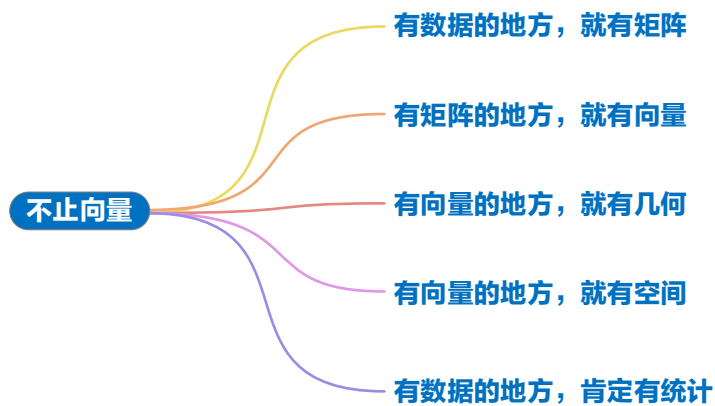 不止向量
有数据的地方，就有矩阵
有矩阵的地方，就有向量
有向量的地方，就有几何
有向量的地方，就有空间
有数据的地方，肯定有统计